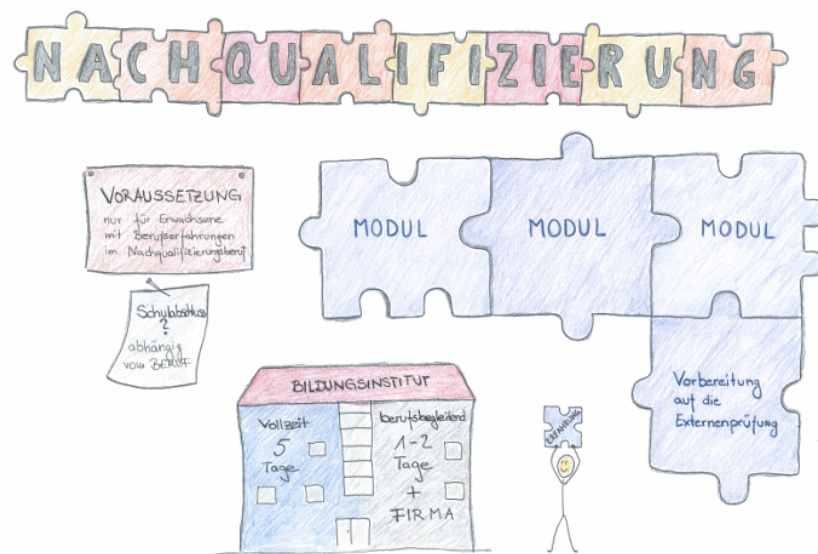 NACHQUALIFIZIERUNG
VORAUSSETZUNG
nur für Erwachsene
mit Berufserfahrungen
im Nachqualifizierungsberuf
Schulabschluss
?
abhängig
vom BERUF
MODUL
MODUL
MODUL
Vorbereitung
auf die
Externenprüfung
BILDUNGSINSTITUT
Vollzeit
5
Tage
berufsbegleitend
1-2
Tage
+
FIRMA
ERFAHRUNG